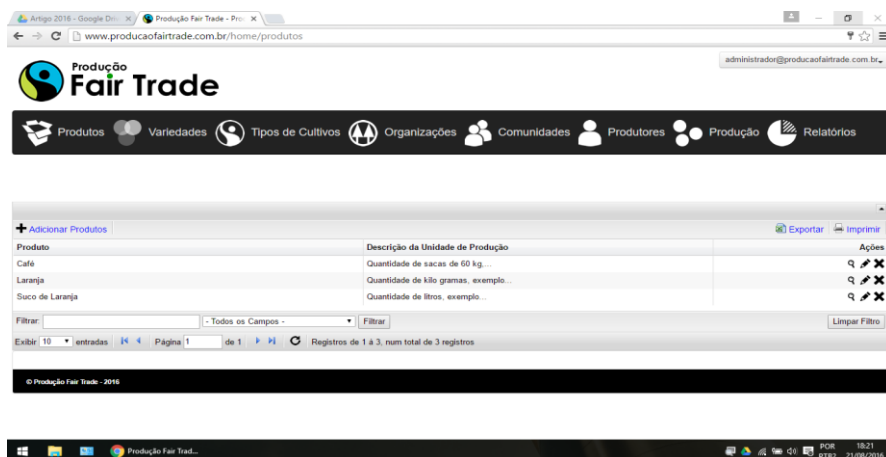 Artigo 2016 - Google Dri
Produção Fair Trade - Pro
www.producaofairtrade.com.br/home/produtos
administrador@producaofairtrade.com.br
Produção
Fair Trade
Produtos Variedades Tipos de Cultivos Organizações Comunidades Produtores Produção Relatórios
Adicionar Produtos Exportar Imprimir
Produto Descrição da Unidade de Produção Ações
Café Quantidade de sacas de 60 kg,...
Laranja Quantidade de kilo gramas, exemplo...
Suco de Laranja Quantidade de litros, exemplo...
Filtrar: - Todos os Campos - Filtrar Limpar Filtro
Exibir 10 entradas Página 1 de 1 Registros de 1 à 3, num total de 3 registros
© Produção Fair Trade - 2016
Produção Fair Trad... POR 18:21
PTB2 21/08/2016